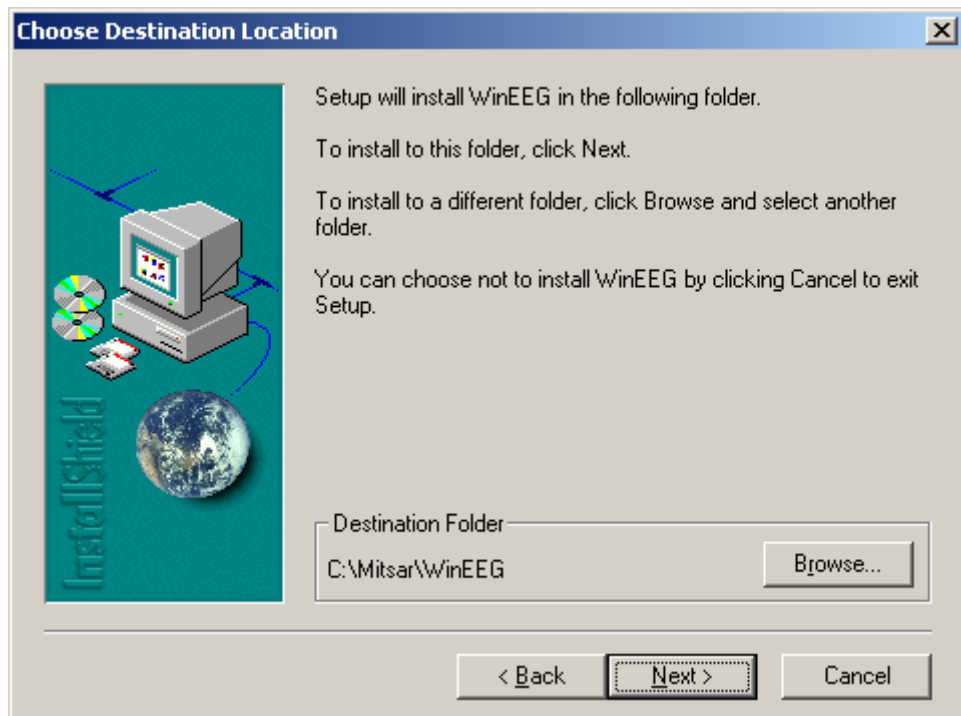 Choose Destination Location
Setup will install WinEEG in the following folder.
To install to this folder, click Next.
To install to a different folder, click Browse and select another
folder.
You can choose not to install WinEEG by clicking Cancel to exit
Setup.
InstallShield
Destination Folder
C:\Mitsar\WinEEG
Browse...
< Back
Next >
Cancel